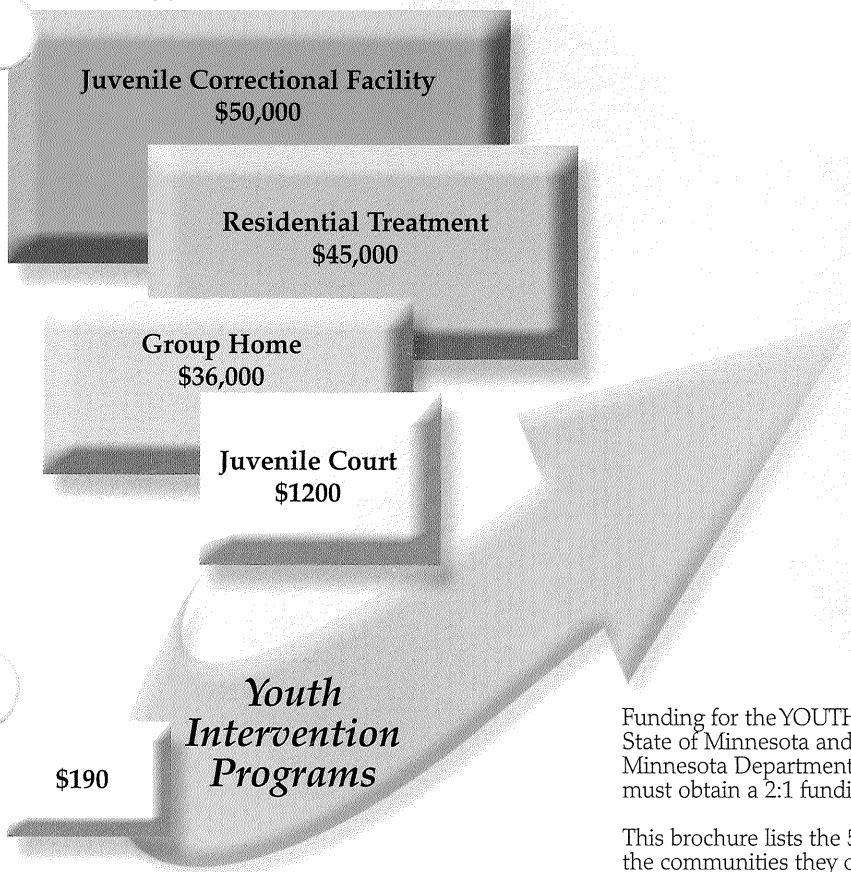 Juvenile Correctional Facility
$50,000
Residential Treatment
$45,000
Group Home
$36,000
Juvenile Court
$1200
Youth
Intervention
Programs
$190
Funding for the YOUTH
State of Minnesota and
Minnesota Department
must obtain a 2:1
This brochure lists the
the communities they